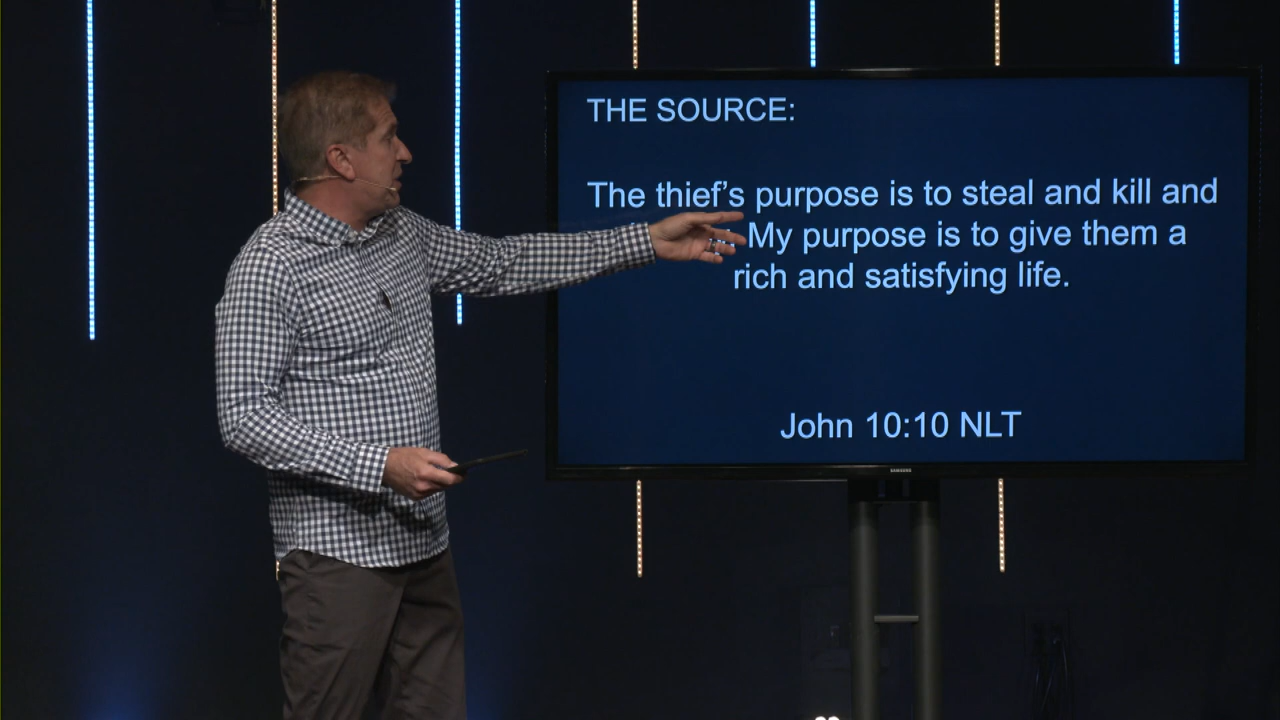 THE SOURCE:
The thief’s purpose is to steal and kill and
My purpose is to give them a
rich and satisfying life.
John 10:10 NLT
SAMSUNG